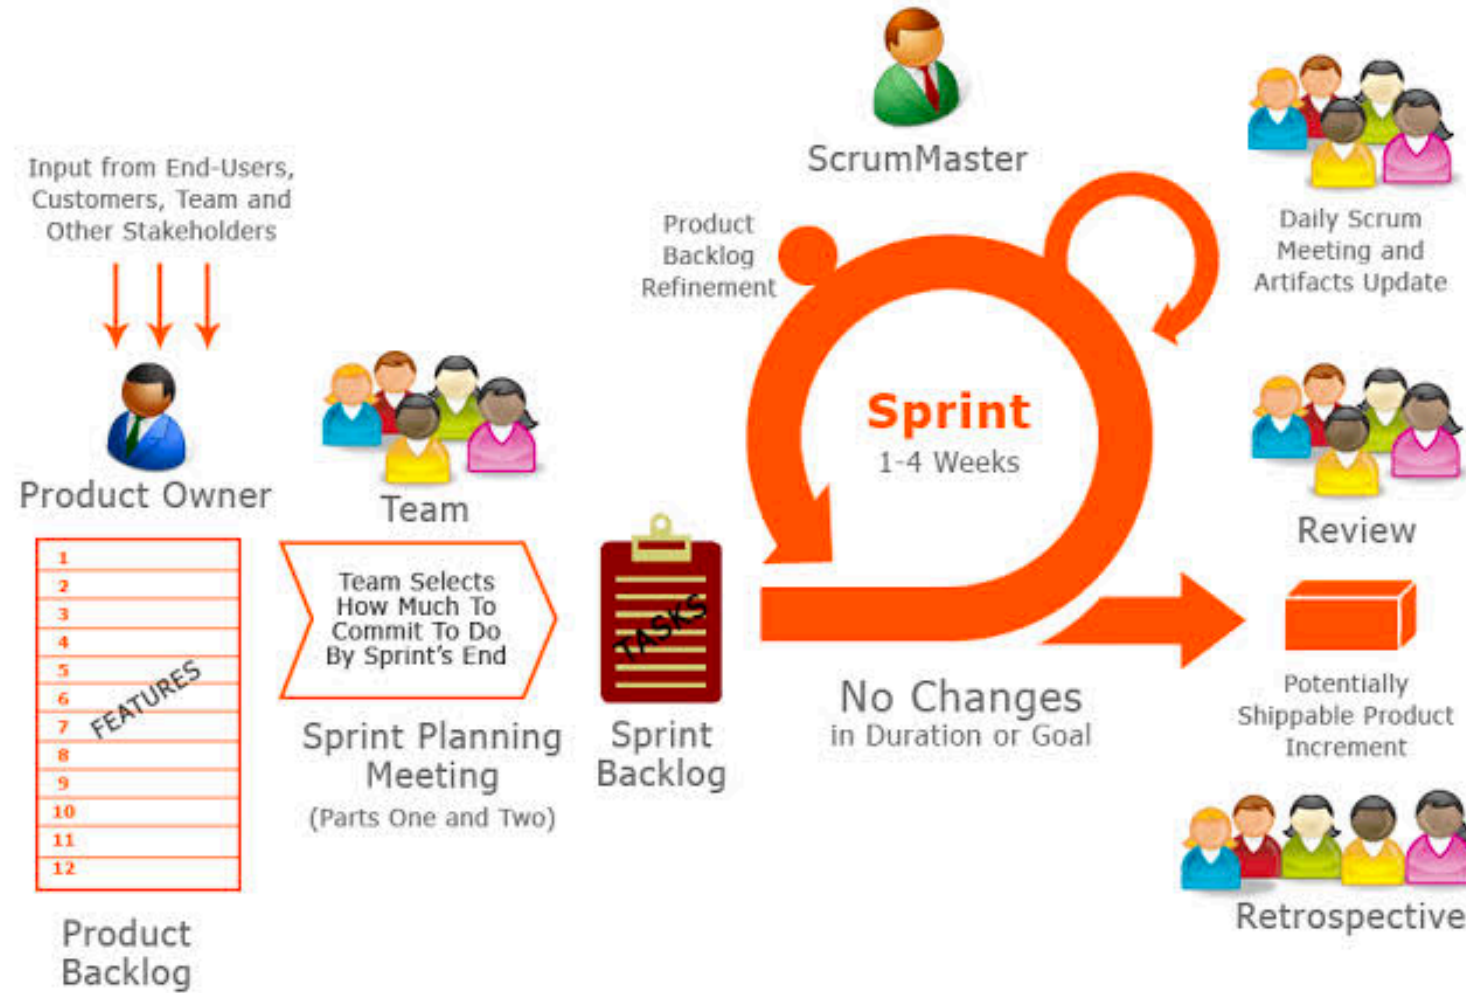 Input from End-Users,
Customers, Team and
Other Stakeholders
Product Owner
1
2
3
4
5
6
7
8
9
10
11
12
FEATURES
Product
Backlog
Team
Team Selects
How Much To
Commit To Do
By Sprint's End
Sprint Planning
Meeting
(Parts One and Two)
TASKS
Sprint
Backlog
ScrumMaster
Product
Backlog
Refinement
Sprint
1-4 Weeks
No Changes
in Duration or Goal
Daily Scrum
Meeting and
Artifacts Update
Review
Potentially
Shippable Product
Increment
Retrospective